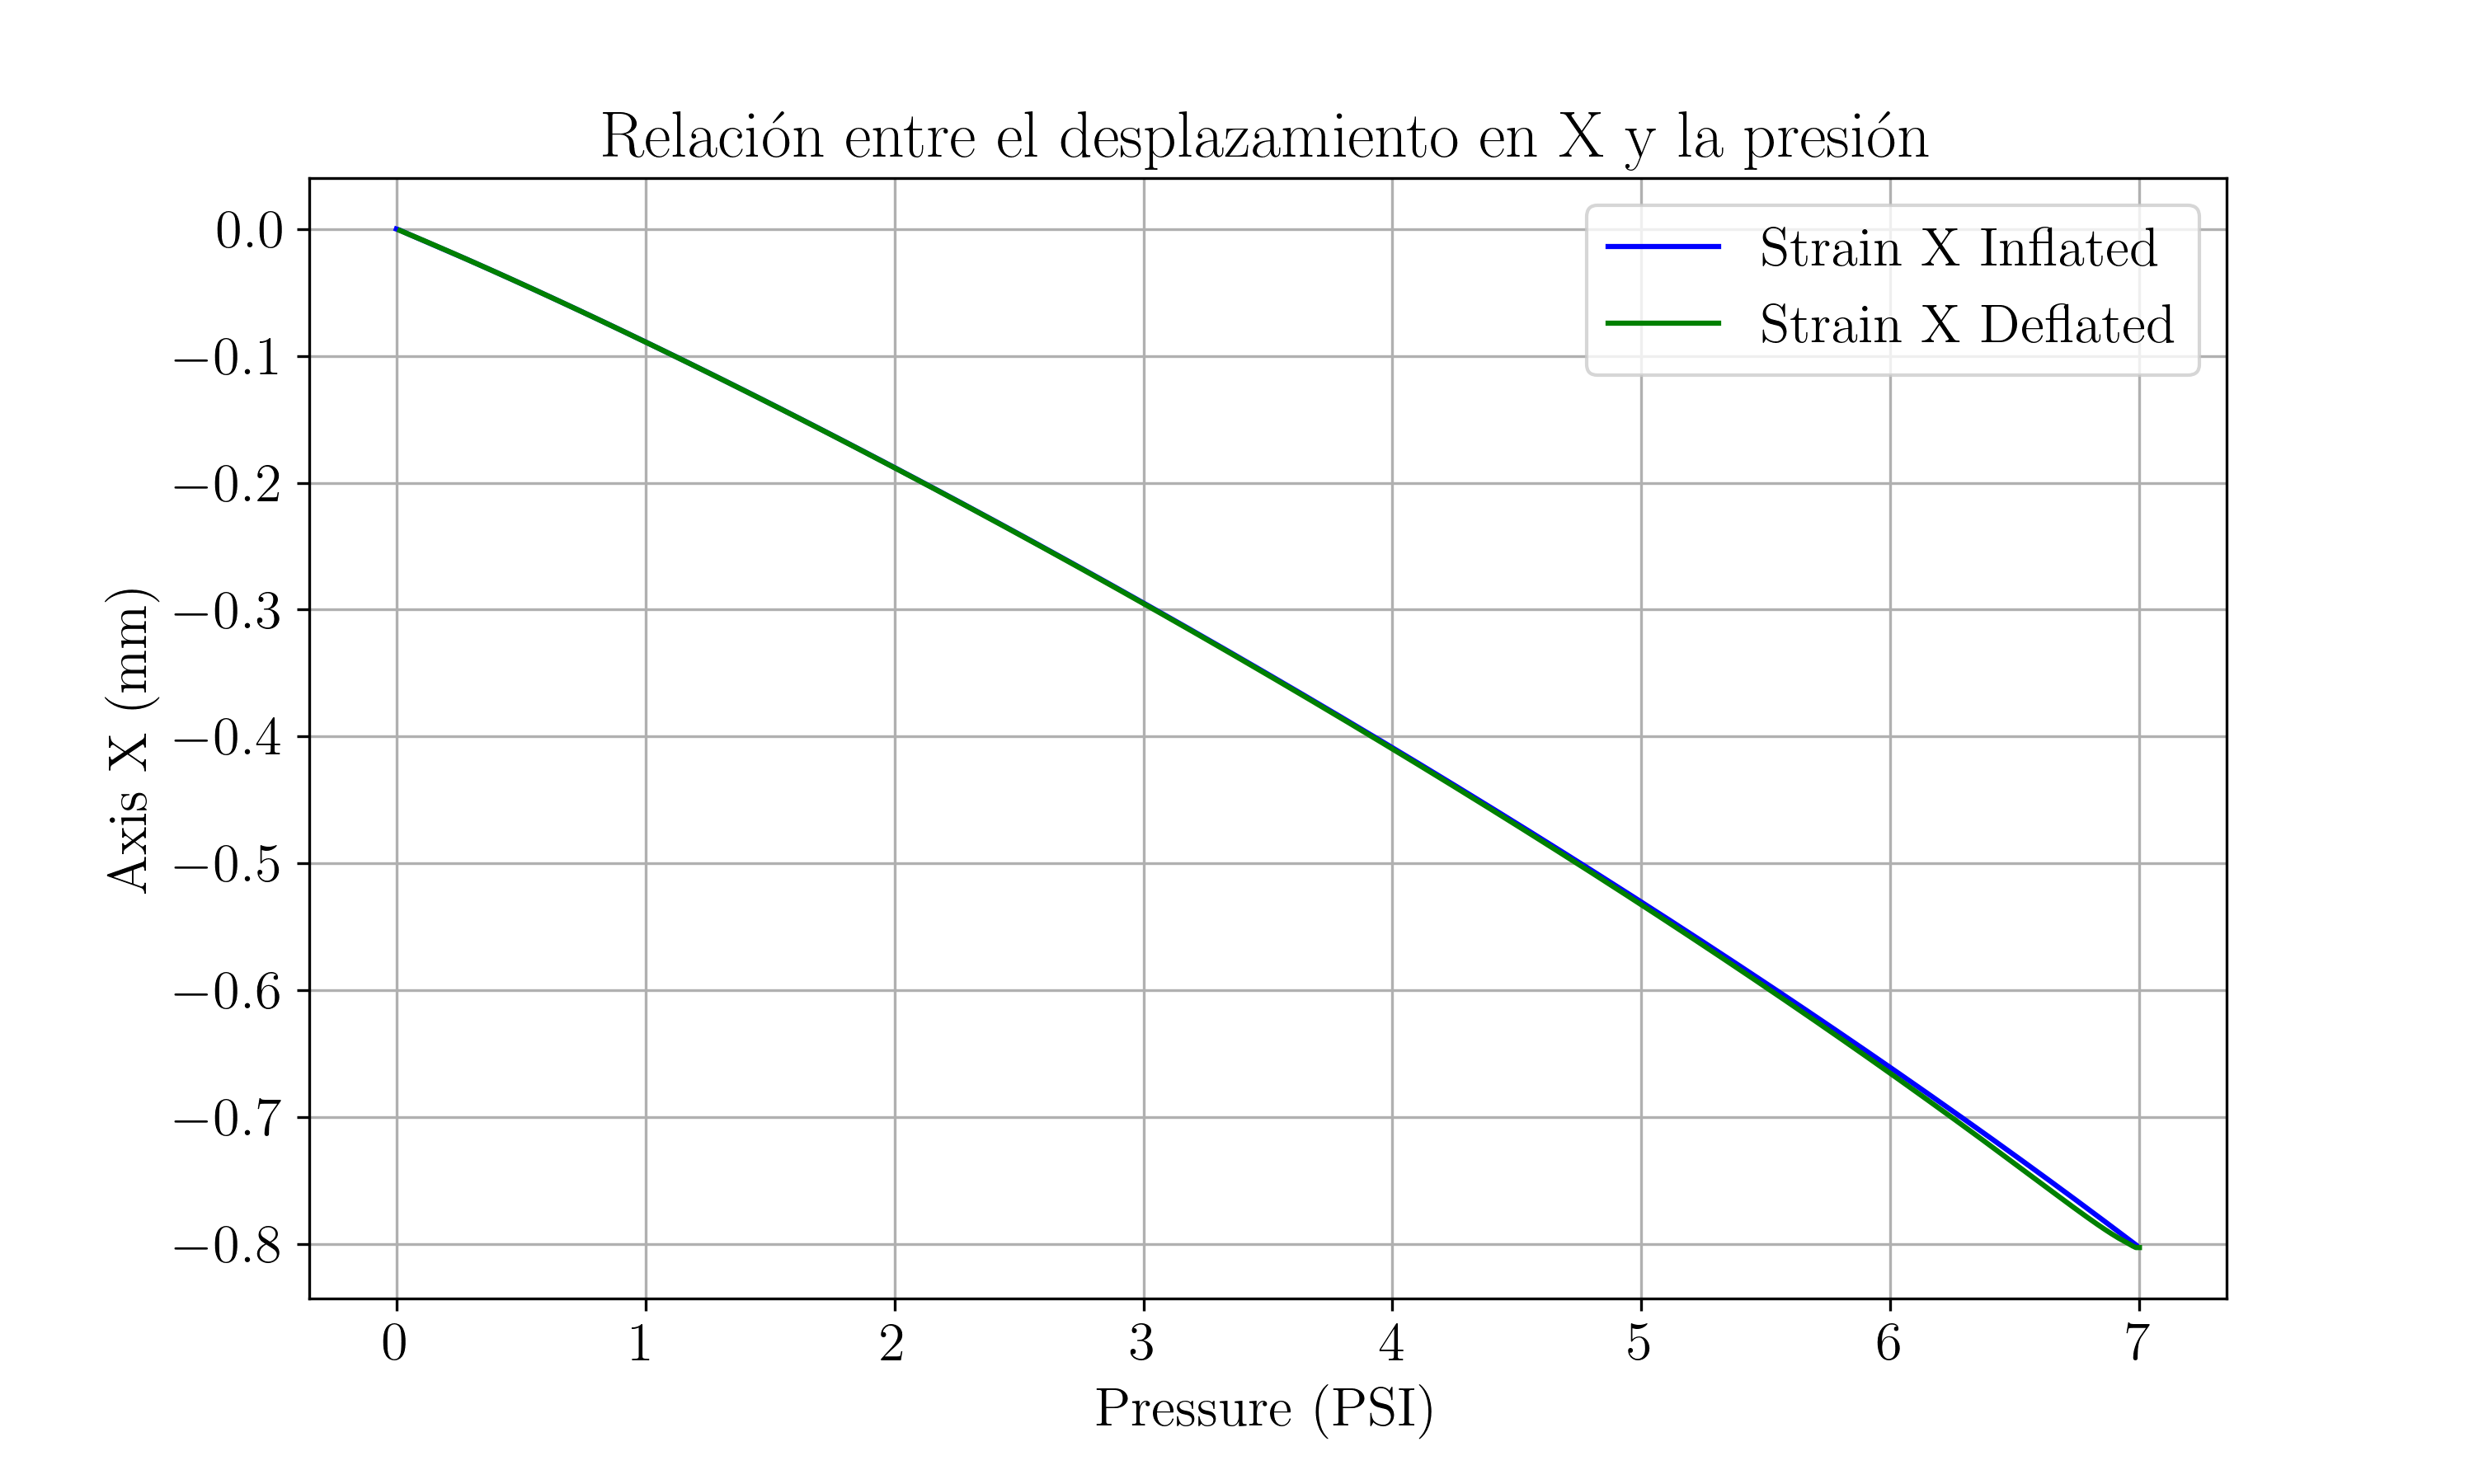 Relación entre el desplazamiento en X y la presión
Strain X Inflated
Strain X Deflated
0.0
−0.1
−0.2
−0.3
−0.4
−0.5
−0.6
−0.7
−0.8
Axis X (mm)
0 1 2 3 4 5 6 7
Pressure (PSI)